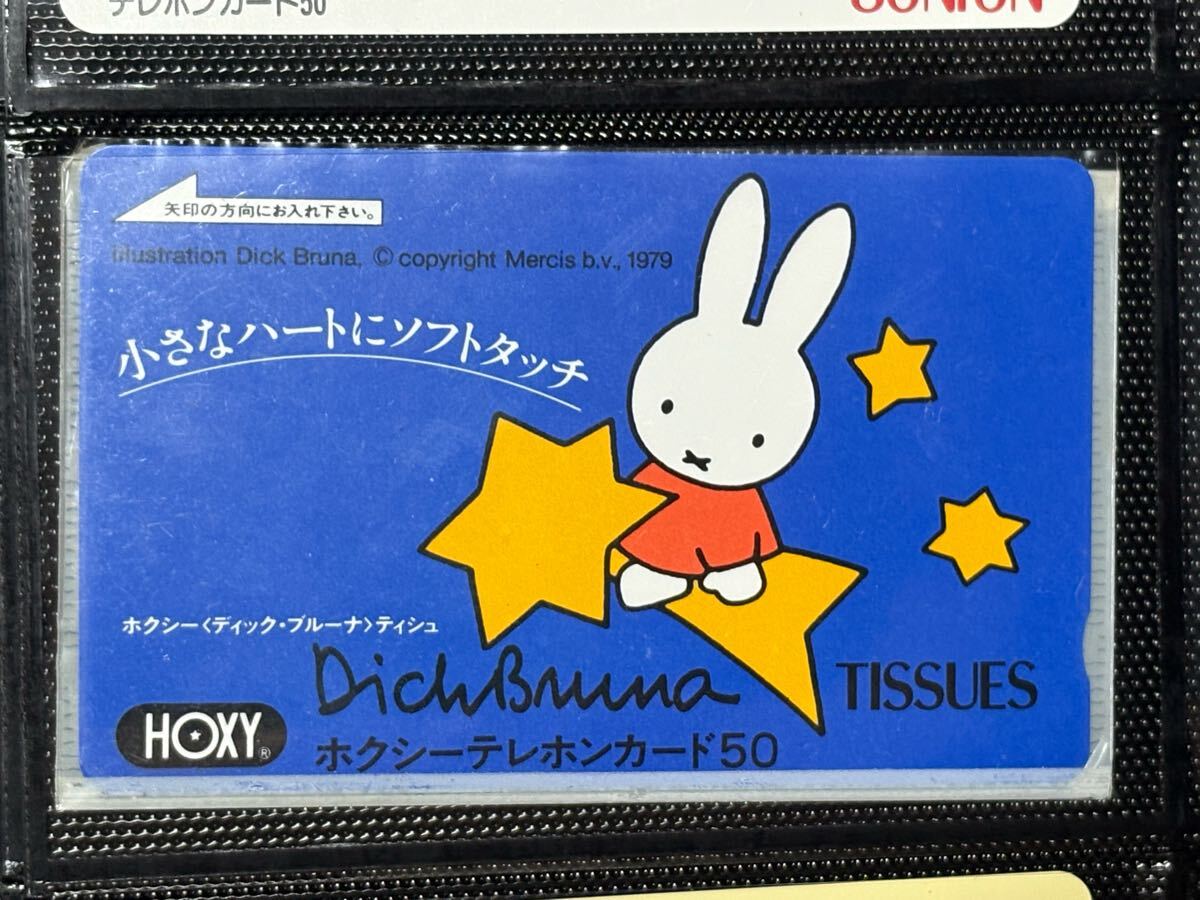 テレホンカード50
矢印の方向にお入れ下さい。
Illustration Dick Bruna, © copyright Mercis b.v., 1979
小さなハートにソフトタッチ
ホクシー〈ディック・ブルーナ〉ティシュ
Dick Bruna TISSUES
HOXY®
ホクシーテレホンカード50